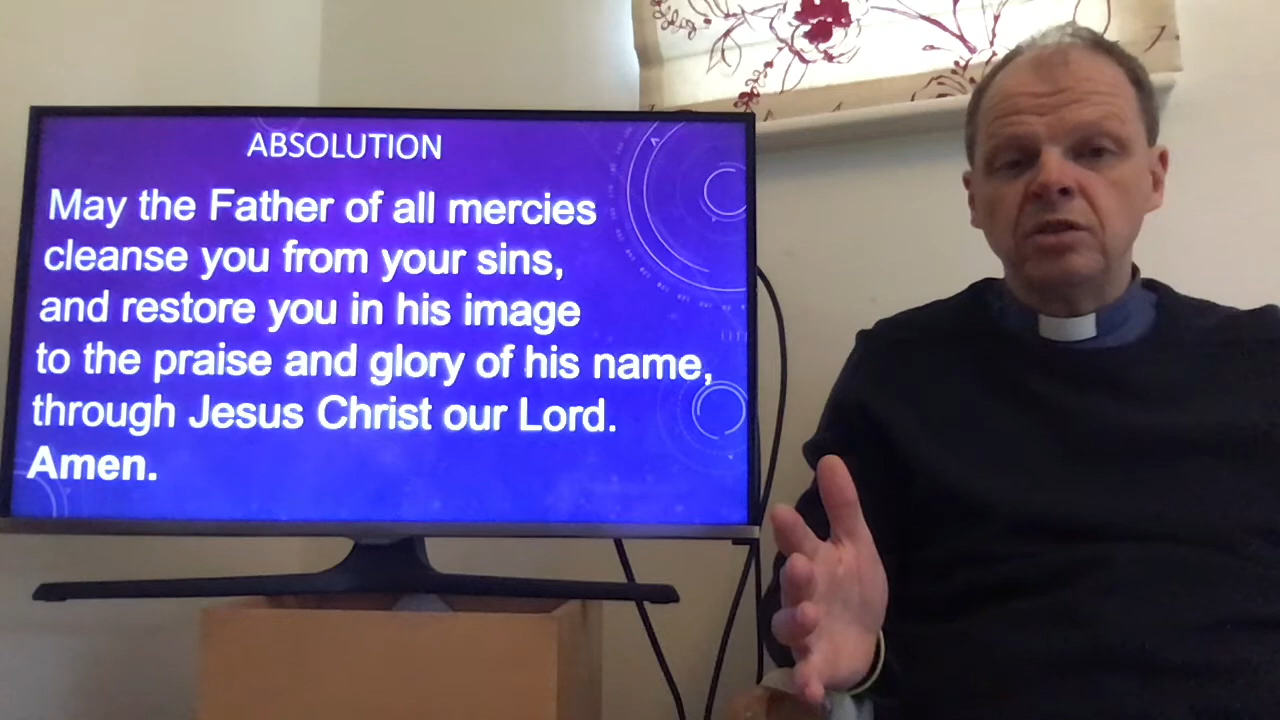 ABSOLUTION
May the Father of all mercies
cleanse you from your sins,
and restore you in his image
to the praise and glory of his name,
through Jesus Christ our Lord.
Amen.